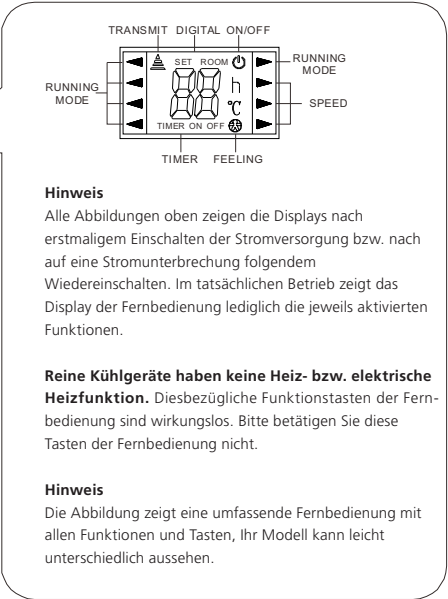 TRANSMIT DIGITAL ON/OFF
SET ROOM
RUNNING
MODE
RUNNING
MODE
88 h
℃
SPEED
TIMER ON OFF
TIMER FEELING
Hinweis
Alle Abbildungen oben zeigen die Displays nach
erstmaligem Einschalten der Stromversorgung bzw. nach
auf eine Stromunterbrechung folgendem
Wiedereinschalten. Im tatsächlichen Betrieb zeigt das
Display der Fernbedienung lediglich die jeweils aktivierten
Funktionen.
Reine Kühlgeräte haben keine Heiz- bzw. elektrische
Heizfunktion. Diesbezügliche Funktionstasten der Fern-
bedienung sind wirkungslos. Bitte betätigen Sie diese
Tasten der Fernbedienung nicht.
Hinweis
Die Abbildung zeigt eine umfassende Fernbedienung mit
allen Funktionen und Tasten, Ihr Modell kann leicht
unterschiedlich aussehen.